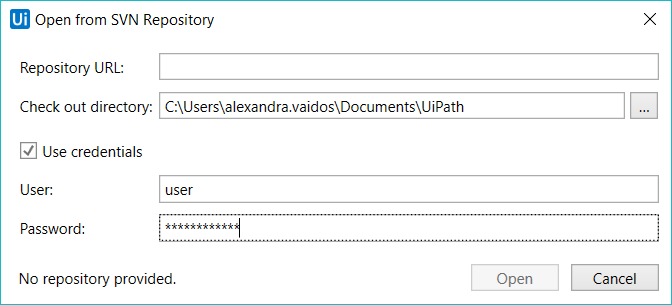 Ui Open from SVN Repository
Repository URL:
Check out directory: C:\Users\alexandra.vaidos\Documents\UiPath ...
Use credentials
User: user
Password: ************
No repository provided. Open Cancel